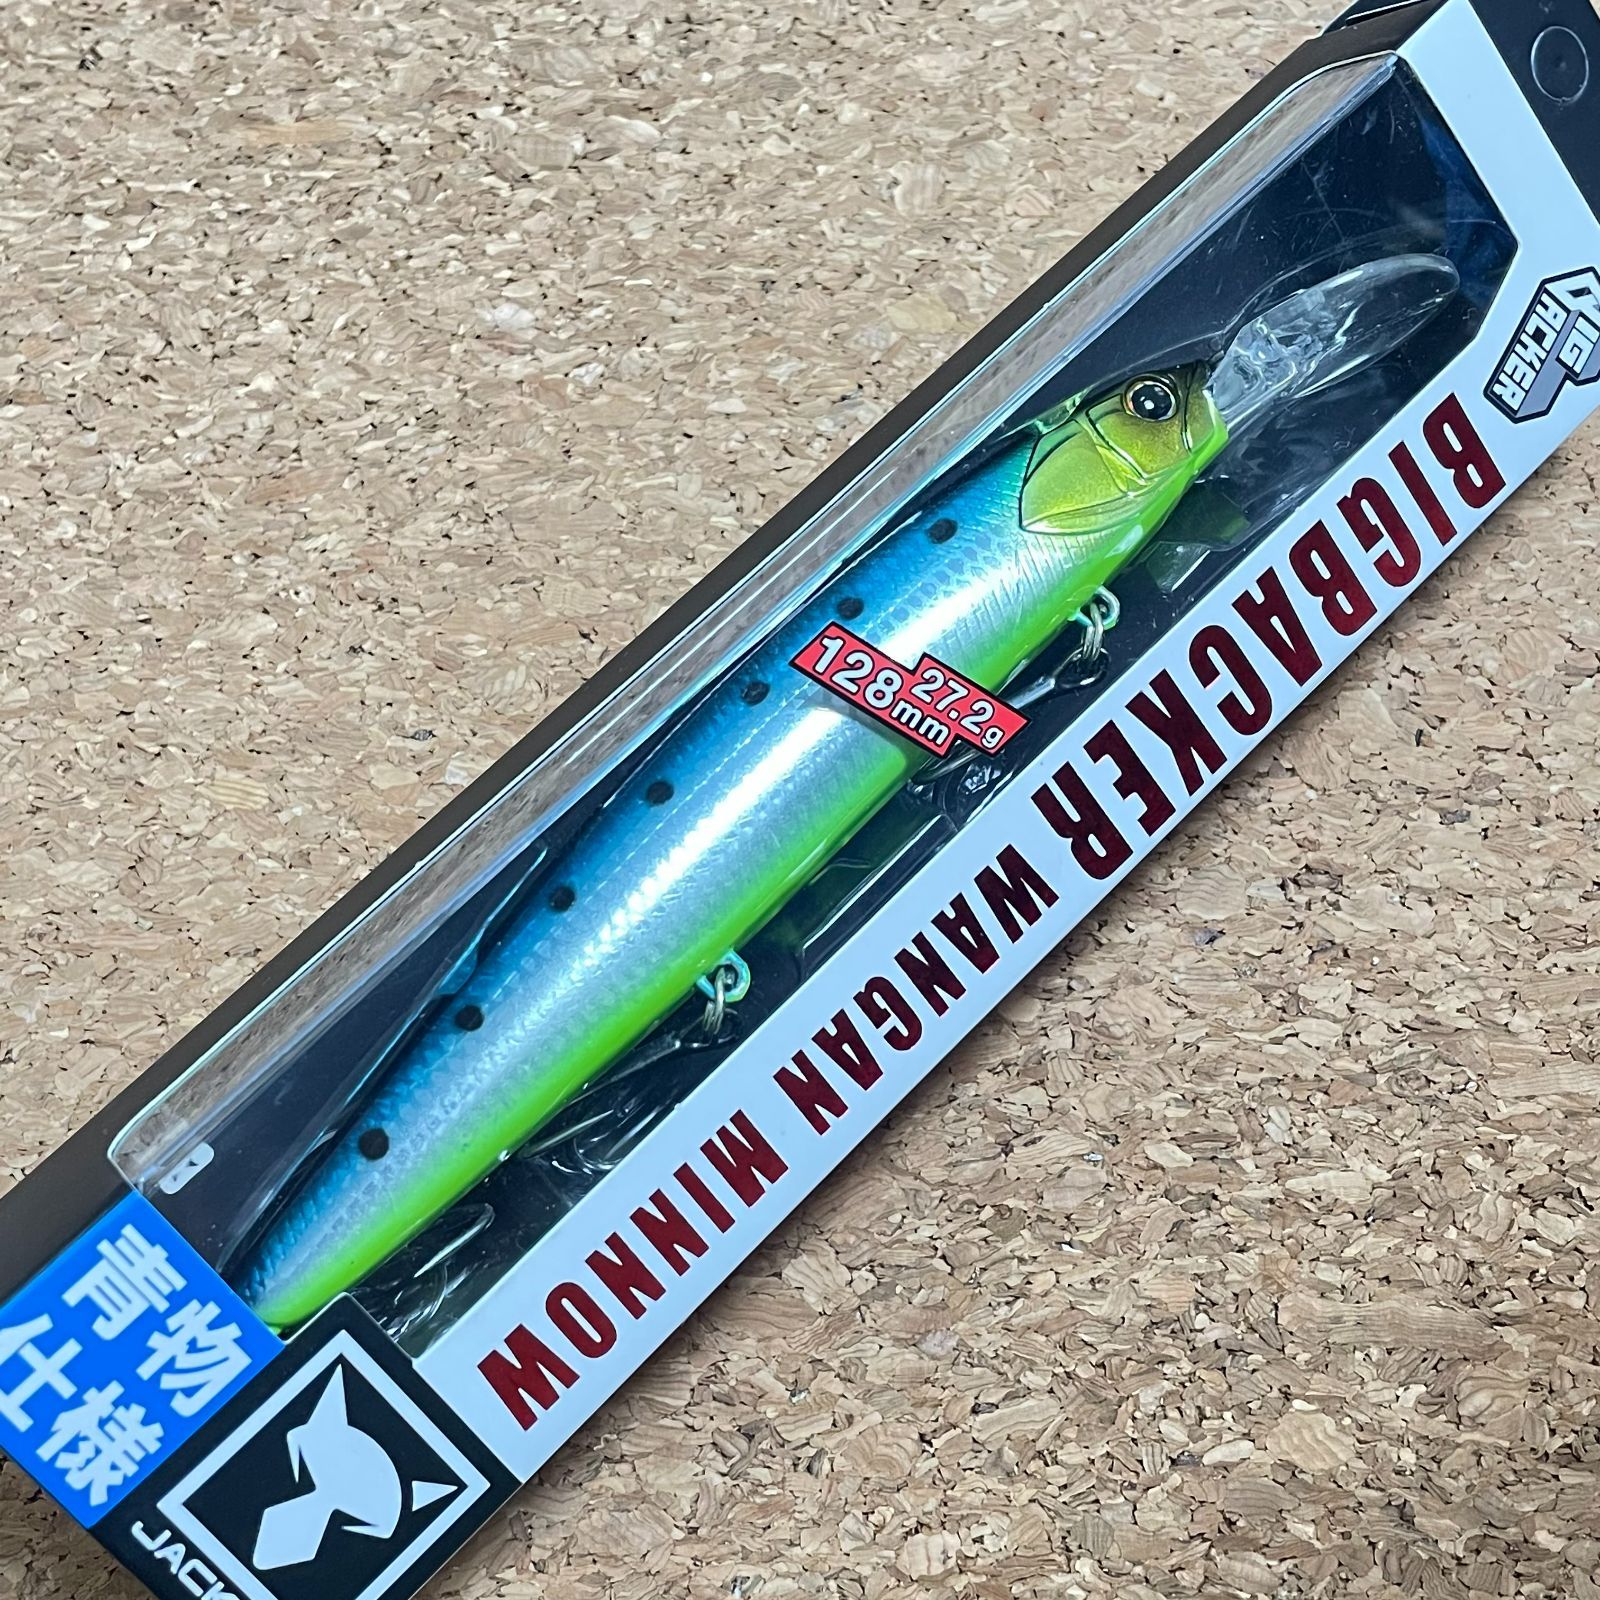 BIG
BACKER
BIGBACKER WANGAN MINNOW
27.2g
128mm
青物
仕様
JACK